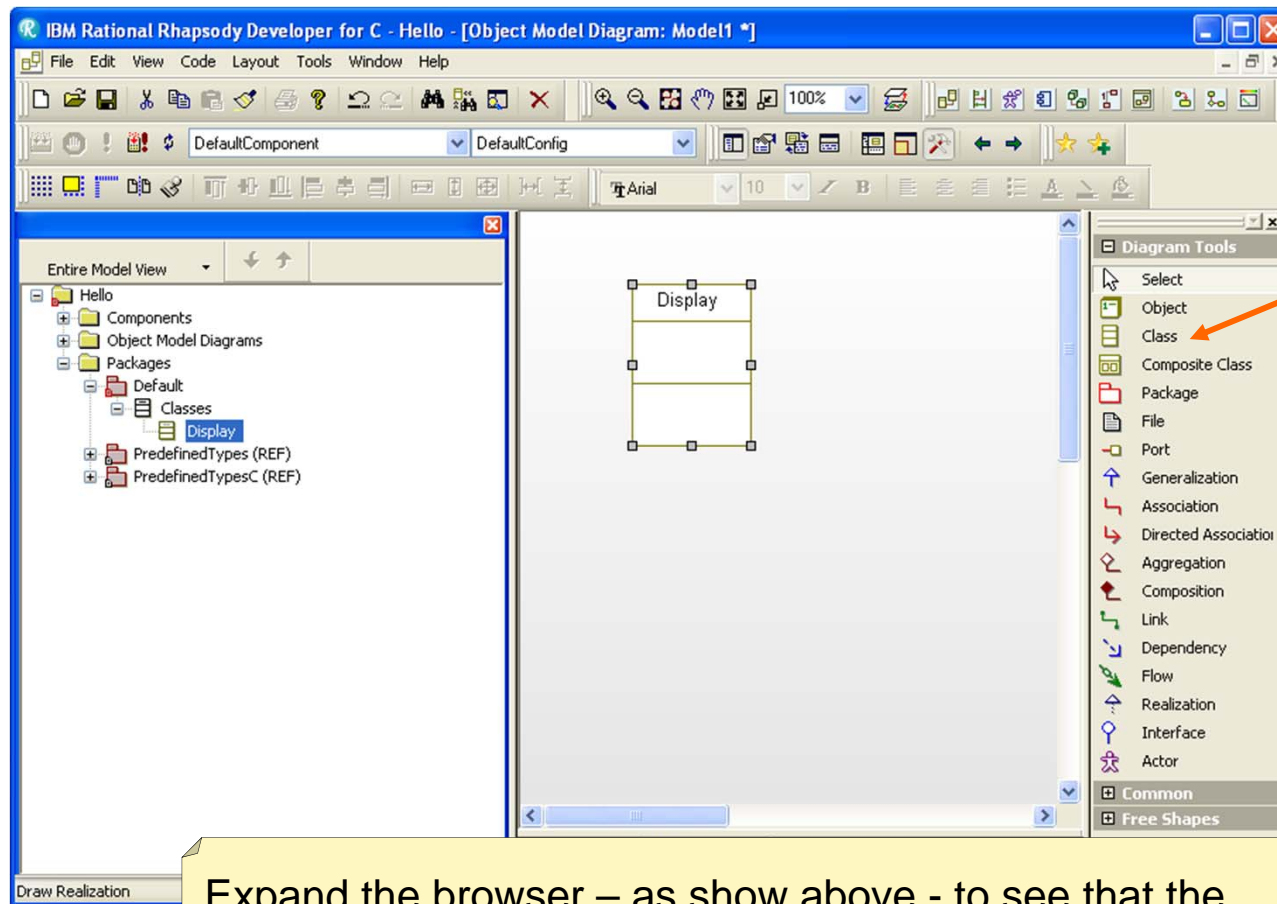 IBM Rational Rhapsody Developer for C - Hello - [Object Model Diagram: Model1 *]
File Edit View Code Layout Tools Window Help
100%
DefaultComponent DefaultConfig
Arial 10 B A
Entire Model View
Hello
Components
Object Model Diagrams
Packages
Default
Classes
Display
PredefinedTypes (REF)
PredefinedTypesC (REF)
Display
Diagram Tools
Select
Object
Class
Composite Class
Package
File
Port
Generalization
Association
Directed Association
Aggregation
Composition
Link
Dependency
Flow
Realization
Interface
Actor
Common
Free Shapes
Draw Realization
Expand the browser – as show above - to see that the